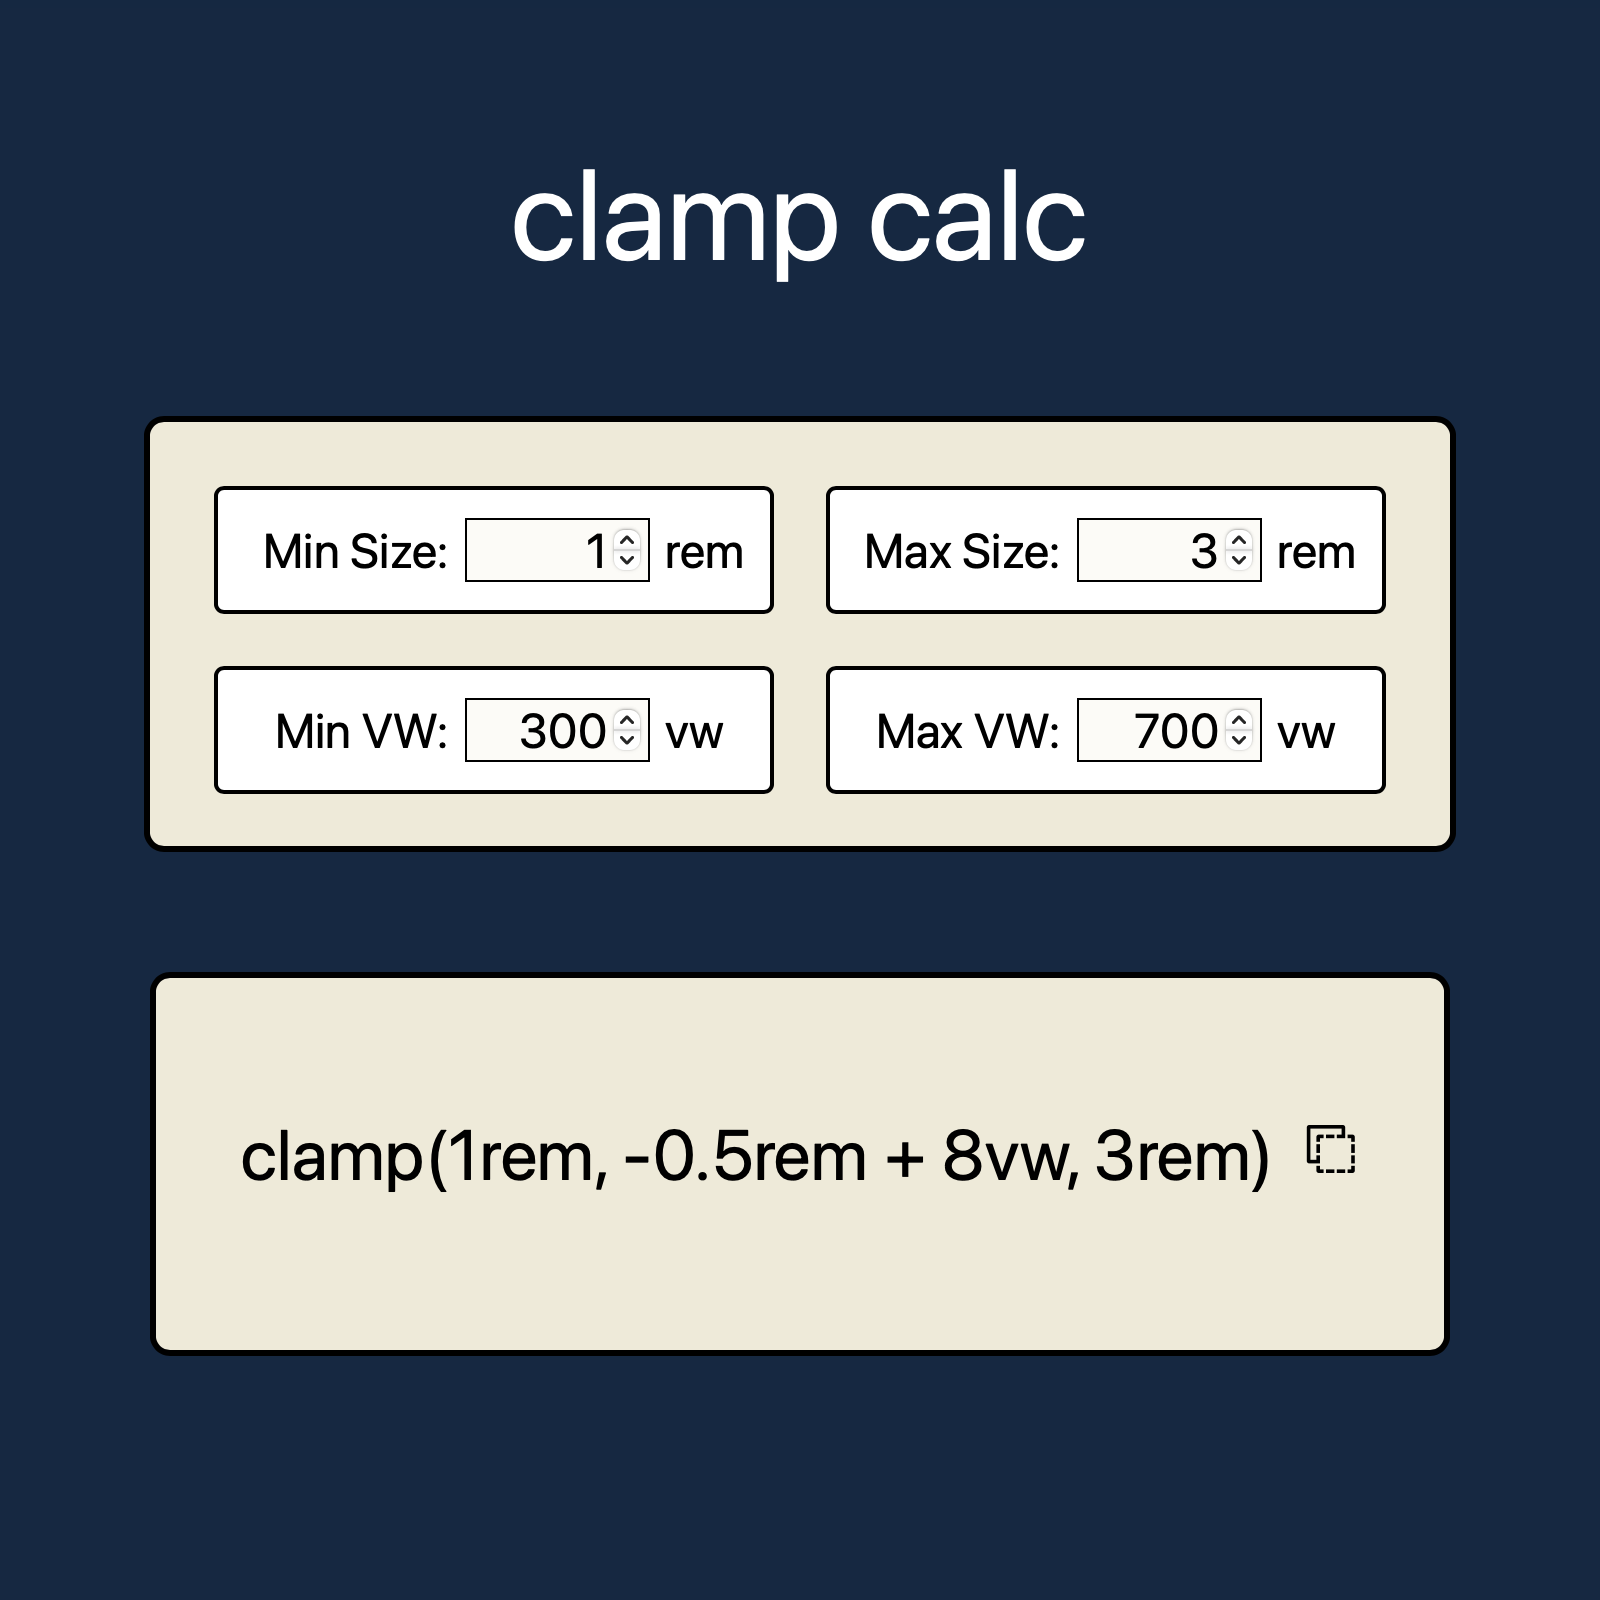 clamp calc
Min Size: 1 rem
Max Size: 3 rem
Min VW: 300 vw
Max VW: 700 vw
clamp(1rem, -0.5rem + 8vw, 3rem)